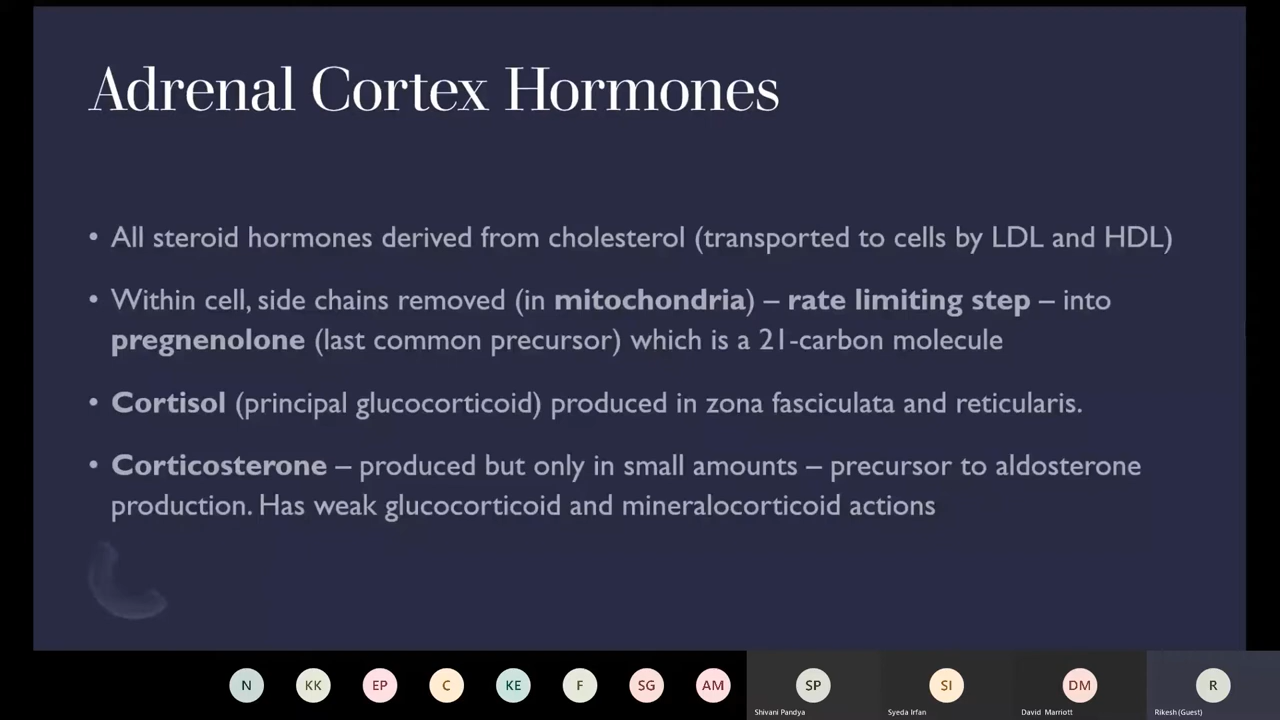 Adrenal Cortex Hormones
• All steroid hormones derived from cholesterol (transported to cells by LDL and HDL)
• Within cell, side chains removed (in mitochondria) – rate limiting step – into
pregnenolone (last common precursor) which is a 21-carbon molecule
• Cortisol (principal glucocorticoid) produced in zona fasciculata and reticularis.
• Corticosterone – produced but only in small amounts – precursor to aldosterone
production. Has weak glucocorticoid and mineralocorticoid actions
N KK EP C KE F SG AM SP SI DM R
Shivani Pandya Syeda Irfan David Marriott Rikesh (Guest)